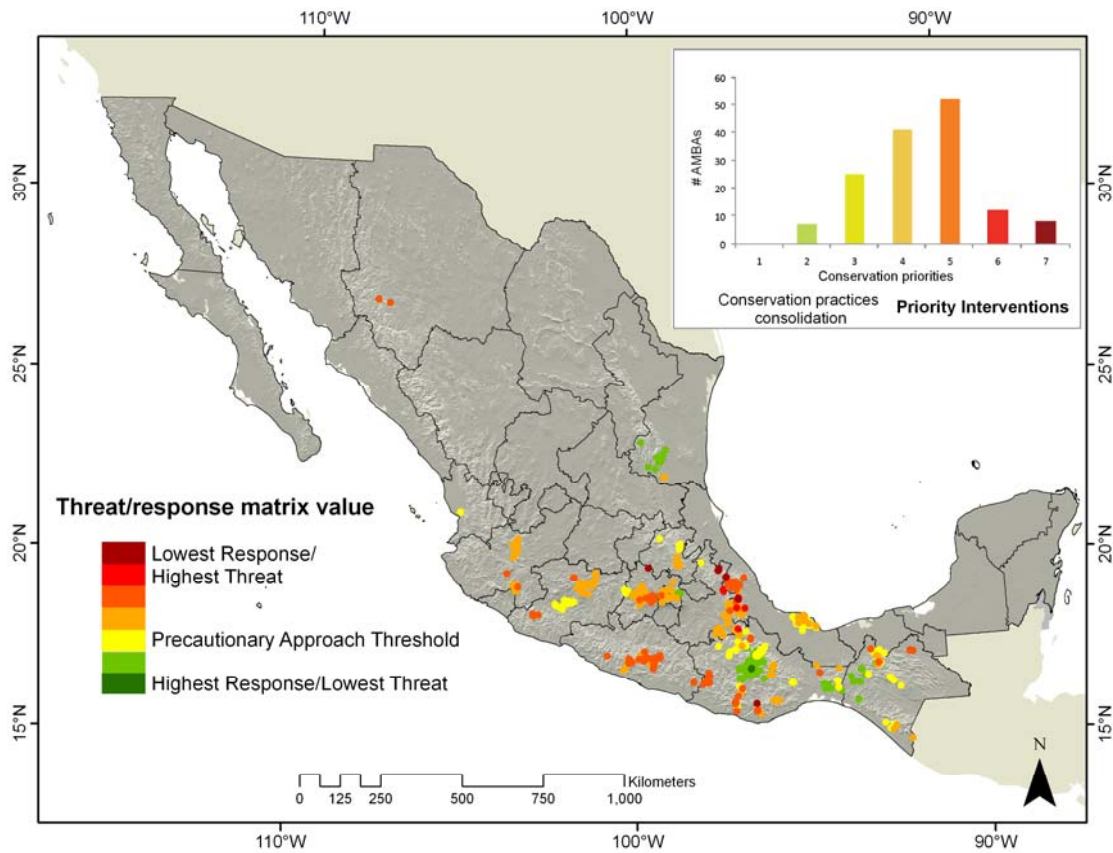 110°W
100°W
90°W
60
50
40
30
20
10
0
# AMBAs
1 2 3 4 5 6 7
Conservation priorities
Conservation practices
consolidation
Priority Interventions
30°N
30°N
25°N
25°N
20°N
20°N
15°N
15°N
Threat/response matrix value
Lowest Response/
Highest Threat
Precautionary Approach Threshold
Highest Response/Lowest Threat
Kilometers
0 125 250 500 750 1,000
N
110°W
100°W
90°W